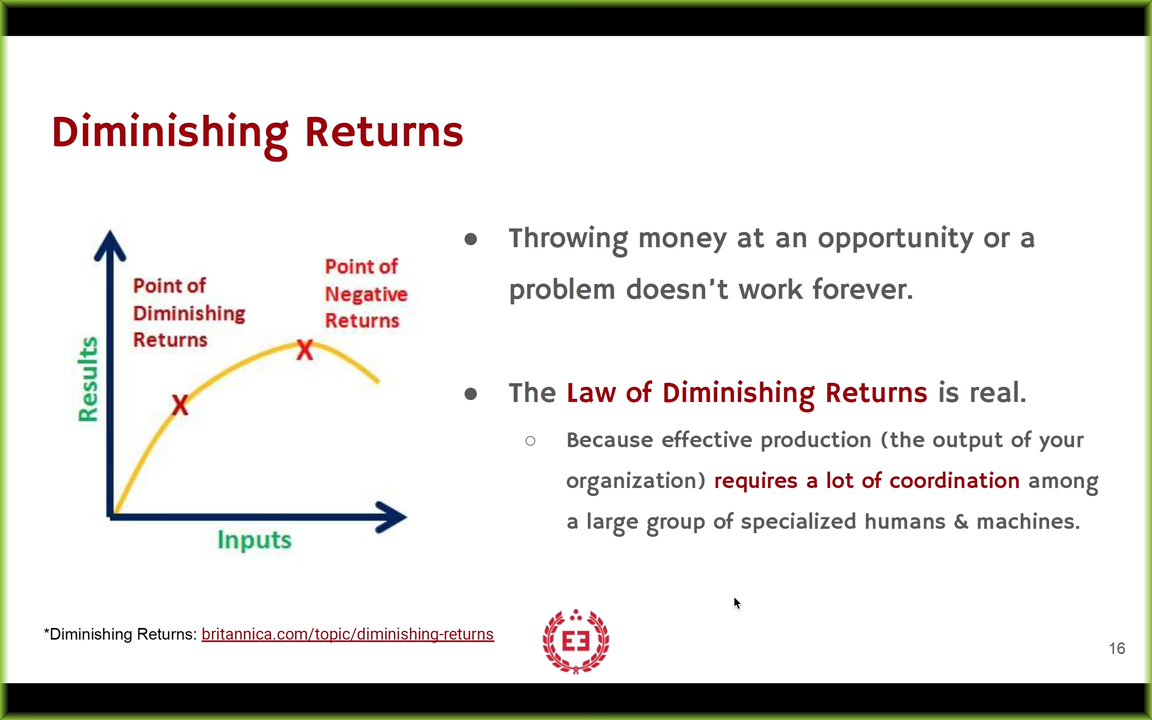 Diminishing Returns
Point of
Diminishing
Returns
X
Point of
Negative
Returns
X
Results
Inputs
● Throwing money at an opportunity or a
problem doesn't work forever.
● The Law of Diminishing Returns is real.
○ Because effective production (the output of your
organization) requires a lot of coordination among
a large group of specialized humans & machines.
*Diminishing Returns: britannica.com/topic/diminishing-returns
EE
16